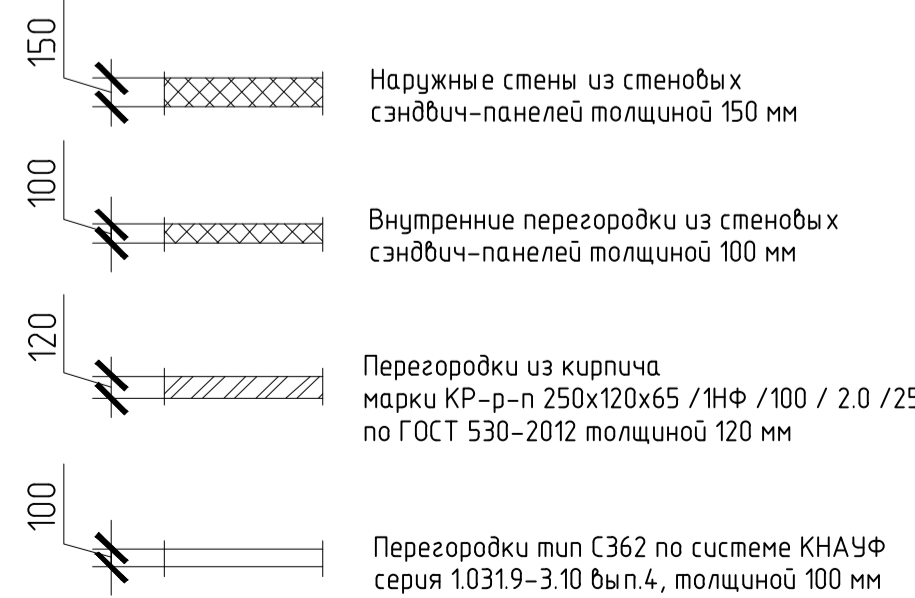 150
Наружные стены из стеновых
сэндвич-панелей толщиной 150 мм
100
Внутренние перегородки из стеновых
сэндвич-панелей толщиной 100 мм
120
Перегородки из кирпича
марки КР-р-п 250х120х65 /1НФ /100 / 2.0 /25
по ГОСТ 530-2012 толщиной 120 мм
100
Перегородки тип С362 по системе КНАУФ
серия 1.031.9-3.10 вып.4, толщиной 100 мм